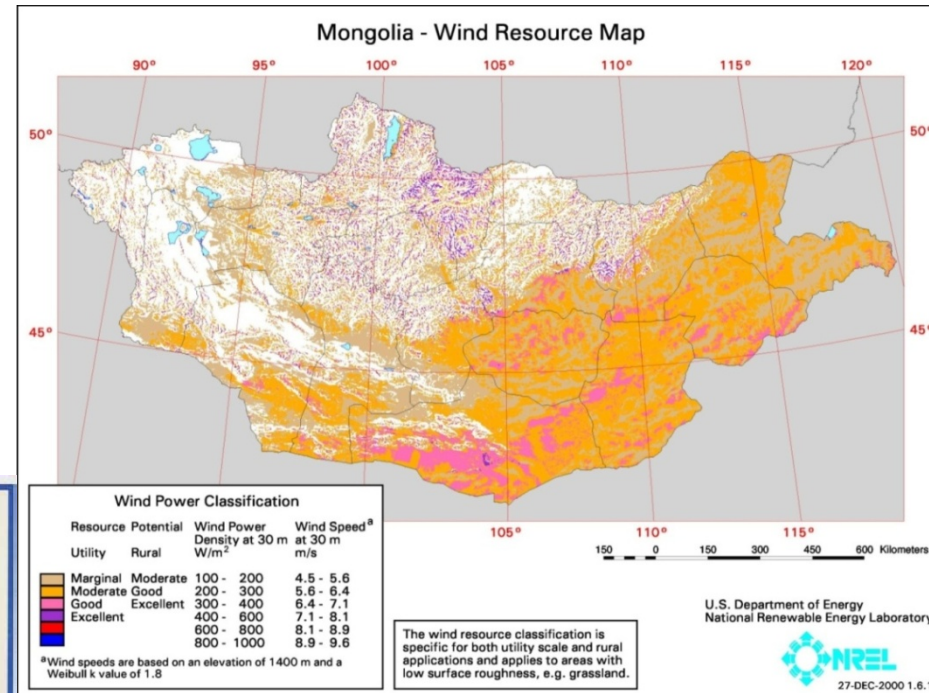 Mongolia - Wind Resource Map
90° 95° 100° 105° 110° 115° 120°
50° 50°
45° 45°
105° 110° 115°
Wind Power Classification
Resource Potential Wind Power Wind Speedᵃ
Density at 30 m at 30 m
Utility Rural W/m² m/s
Marginal Moderate 100 - 200 4.5 - 5.6
Moderate Good 200 - 300 5.6 - 6.4
Good Excellent 300 - 400 6.4 - 7.1
Excellent 400 - 600 7.1 - 8.1
600 - 800 8.1 - 8.9
800 - 1000 8.9 - 9.6
ᵃWind speeds are based on an elevation of 1400 m and a
Weibull k value of 1.8
The wind resource classification is
specific for both utility scale and rural
applications and applies to areas with
low surface roughness, e.g. grassland.
150 0 150 300 450 600 Kilometers
U.S. Department of Energy
National Renewable Energy Laboratory
NREL
27-DEC-2000 1.6.1